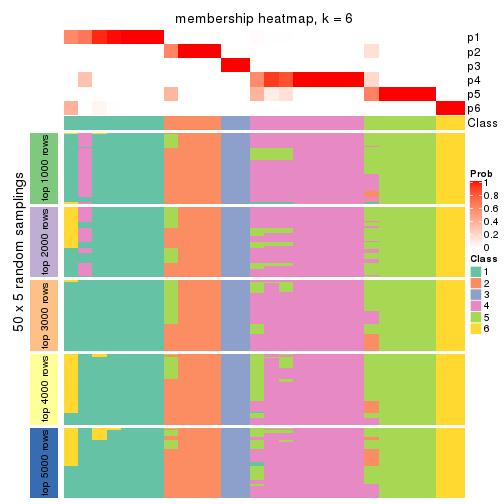 membership heatmap, k = 6
p1
p2
p3
p4
p5
p6
Class
50 x 5 random samplings
top 1000 rows
top 2000 rows
top 3000 rows
top 4000 rows
top 5000 rows
Prob
1
0.8
0.6
0.4
0.2
0
Class
1
2
3
4
5
6